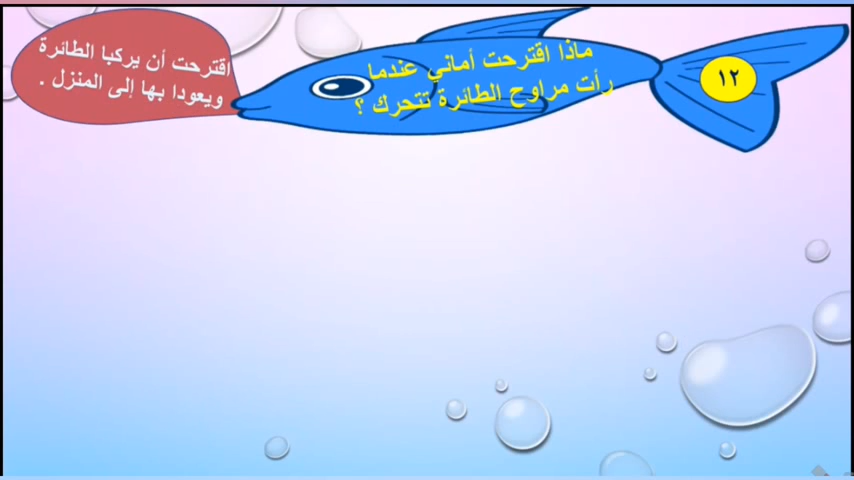 ١٢
ماذا اقترحت أماني عندما
رأت مراوح الطائرة تتحرك ؟
اقترحت أن يركبا الطائرة
ويعودا بها إلى المنزل .